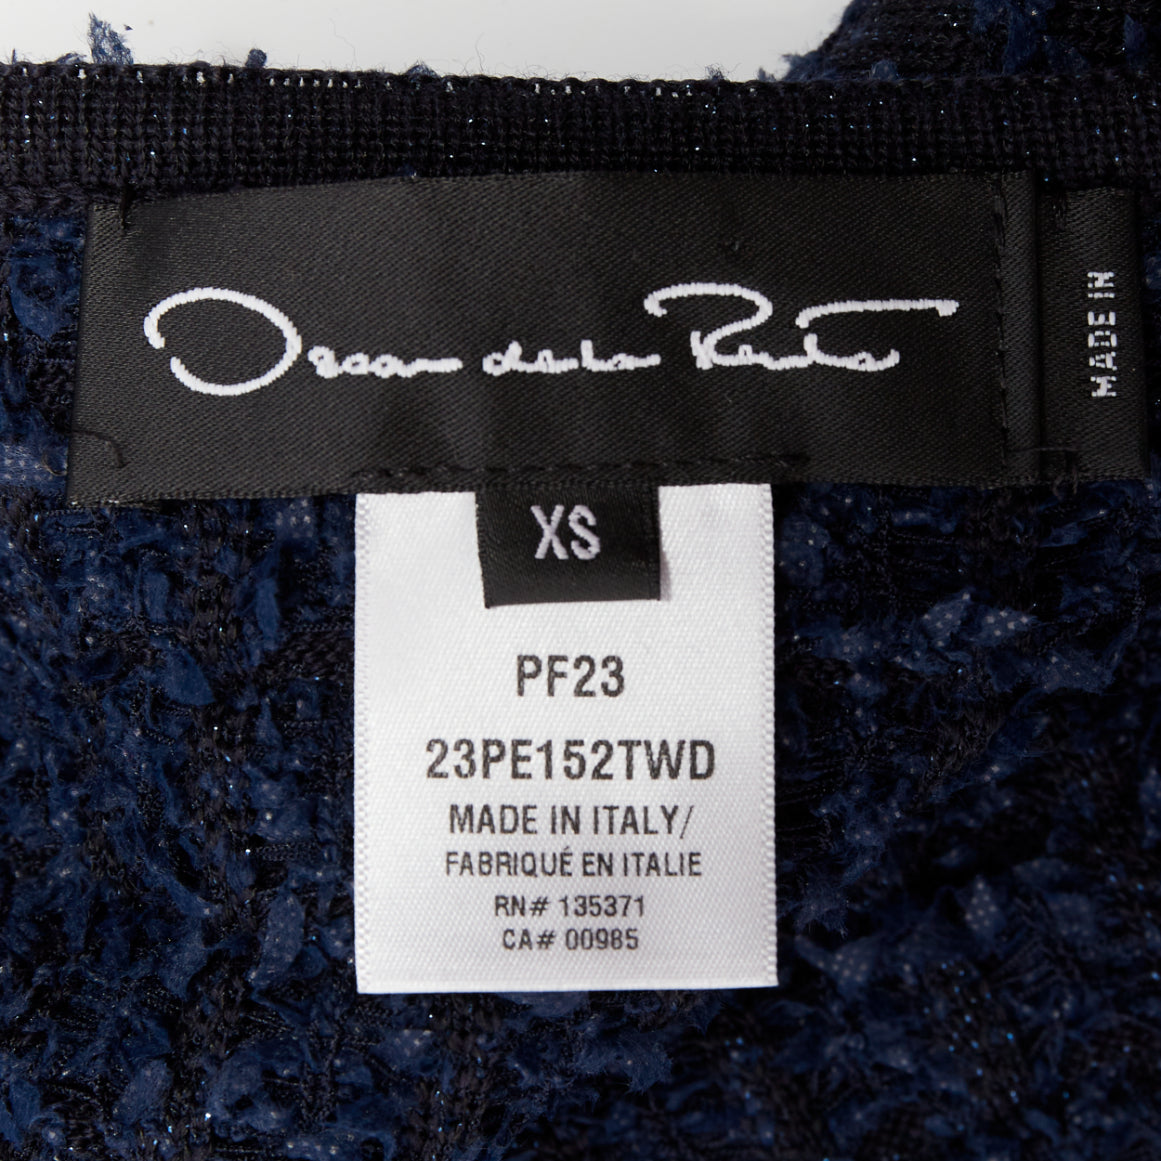 Oscar de la Renta
MADE IN
XS
PF23
23PE152TWD
MADE IN ITALY/
FABRIQUÉ EN ITALIE
RN# 135371
CA# 00985